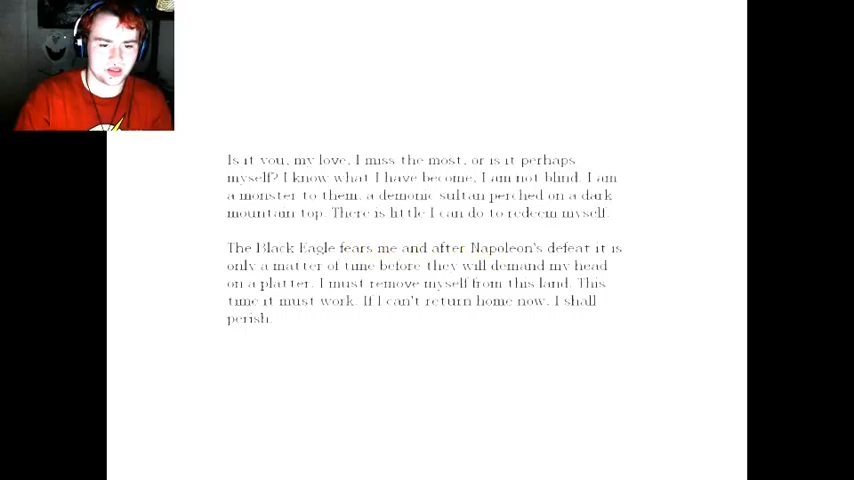 Is it you, my love, I miss the most, or is it perhaps
myself? I know what I have become, I am not blind. I am
a monster to them, a demonic sultan perched on a dark
mountain top. There is little I can do to redeem myself.
The Black Eagle fears me and after Napoleon's defeat it is
only a matter of time before they will demand my head
on a platter. I must remove myself from this land. This
time it must work. If I can't return home now, I shall
perish.